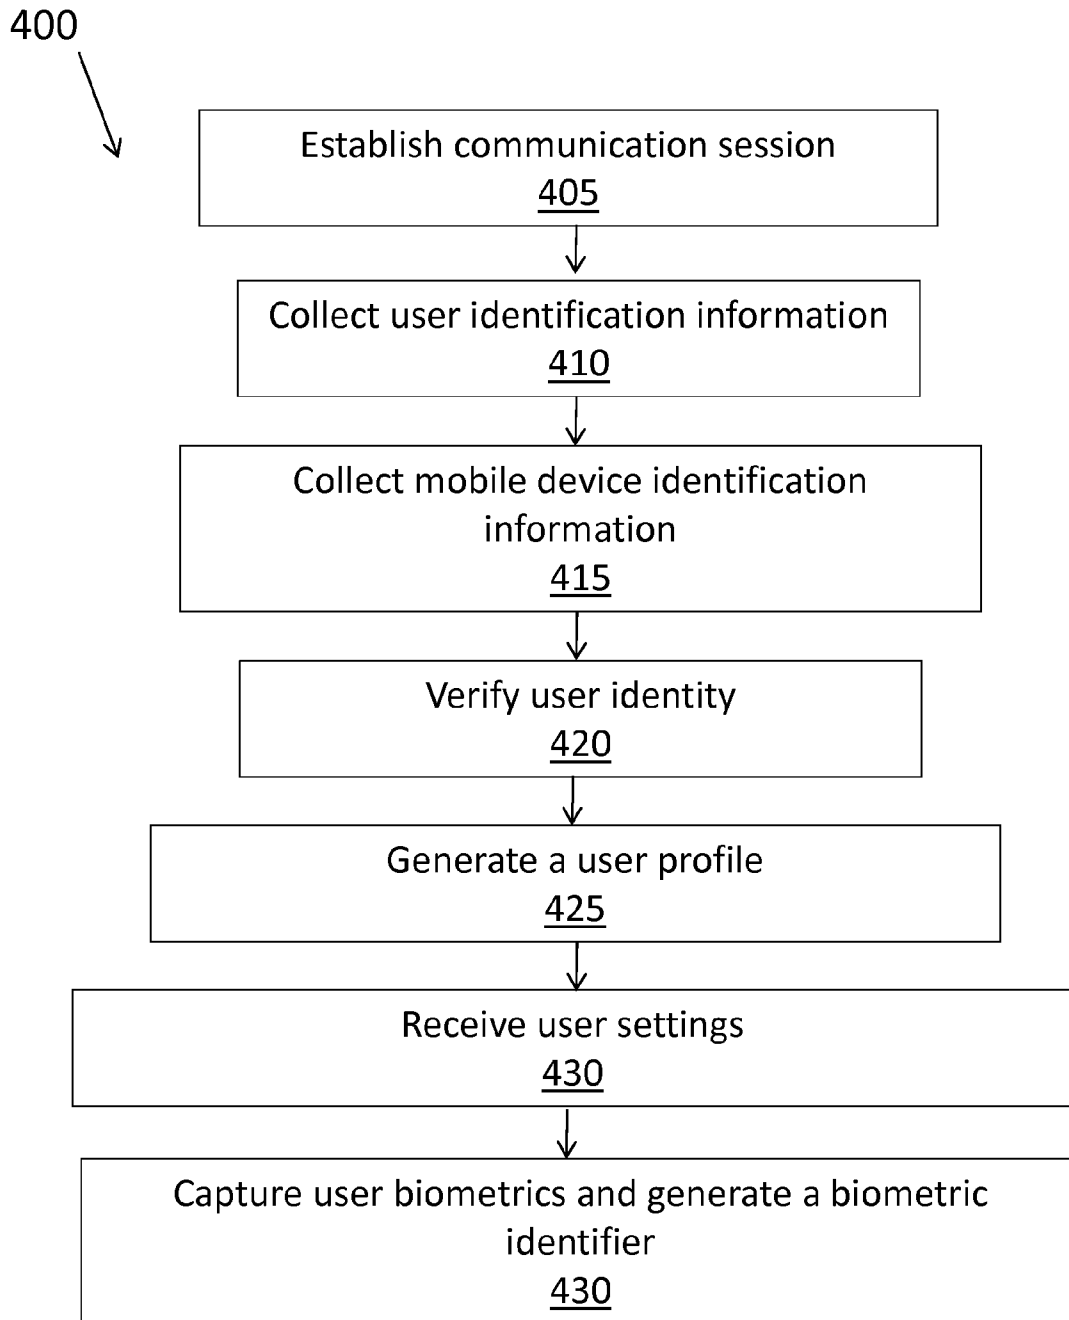 400
Establish communication session
405
Collect user identification information
410
Collect mobile device identification
information
415
Verify user identity
420
Generate a user profile
425
Receive user settings
430
Capture user biometrics and generate a biometric
identifier
430